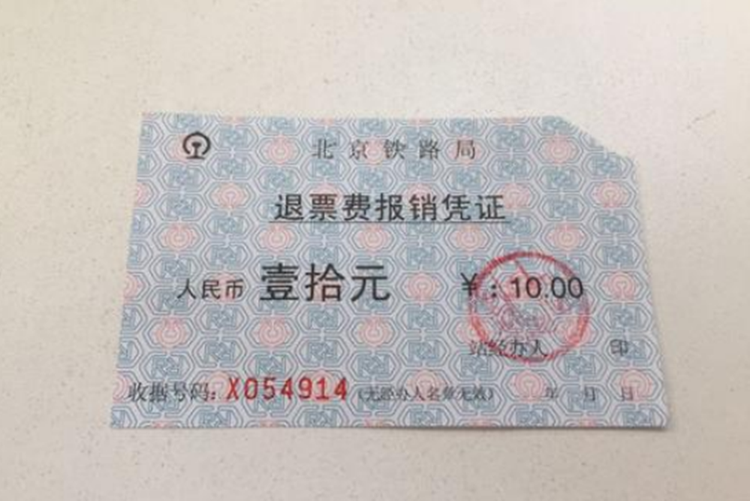 北京铁路局
退票费报销凭证
人民币 壹拾元 ¥:10.00
站经办人 印
收据号码:X054914(无经办人名章无效) 年 月 日